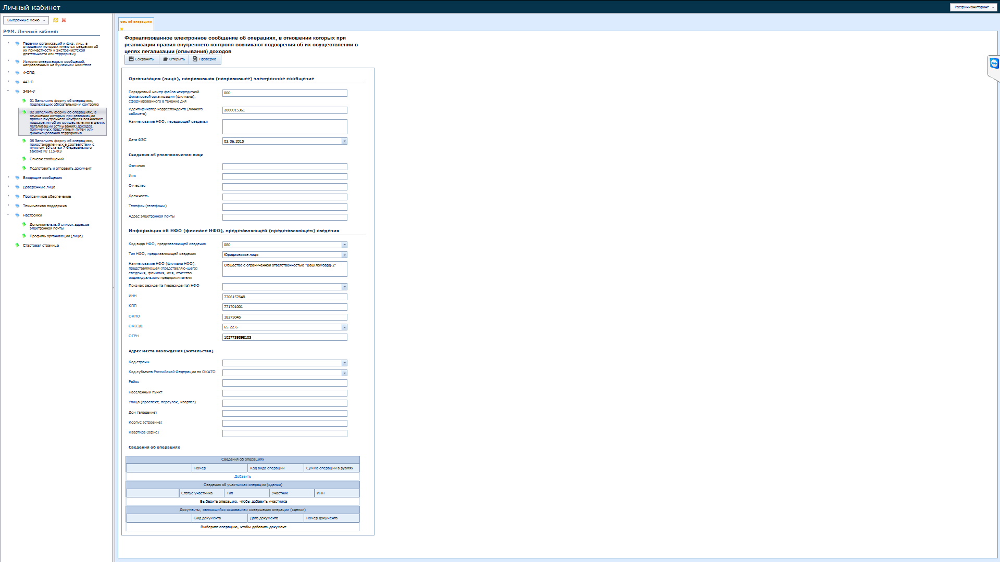 Личный кабинет
Росфинмониторинг
Выбранные меню
РФМ. Личный кабинет
Перечни организаций и физ. лиц, в
отношении которых имеются сведения об
их причастности к экстремистской
деятельности или терроризму
История отверженных сообщений,
направленных на бумажном носителе
4-СПД
443-П
3484-У
01 Заполнить форму об операциях,
подлежащих обязательному контролю
02 Заполнить форму об операциях, в
отношении которых при реализации
правил внутреннего контроля возникают
подозрения об их осуществлении в целях
легализации (отмывания) доходов,
полученных преступным путем или
финансирования терроризма
06 Заполнить форму об операциях,
приостановленных в соответствии с
пунктом 10 статьи 7 Федерального
закона № 115-ФЗ
Список сообщений
Подготовить и отправить документ
Входящие сообщения
Доверенные лица
Программное обеспечение
Техническая поддержка
Настройки
Дополнительный список адресов
электронной почты
Профиль организации (лица)
Стартовая страница
ФЭС об операциях
Формализованное электронное сообщение об операциях, в отношении которых при
реализации правил внутреннего контроля возникают подозрения об их осуществлении в
целях легализации (отмывания) доходов
Сохранить Открыть Проверка
Организация (лицо), направившая (направившее) электронное сообщение
Порядковый номер файла некредитной
финансовой организации (филиала),
сформированного в течение дня
000
Идентификатор корреспондента (личного
кабинета)
2000015361
Наименование НФО, передающей сведенья
Дата ФЭС 03.06.2015
Сведения об уполномоченом лице
Фамилия
Имя
Отчество
Должность
Телефон (телефоны)
Адрес электронной почты
Информация об НФО (филиале НФО), представляющей (представляющем) сведения
Код вида НФО, представляющей сведения 080
Тип НФО, представляющей сведения Юридическое лицо
Наименование НФО (филиала НФО),
представляющей (представляю-щего)
сведения, фамилия, имя, отчество
индивидуального предпринимателя
Общество с ограниченной ответственностью "Ваш ломбард-2"
Признак резидента (нерезидента) НФО
ИНН 7706157648
КПП 771701001
ОКПО 18275045
ОКВЭД 65.22.6
ОГРН 1027739398103
Адрес места нахождения (жительства)
Код страны
Код субъекта Российской Федерации по ОКАТО
Район
Населенный пункт
Улица (проспект, переулок, квартал)
Дом (владение)
Корпус (строение)
Квартира (офис)
Сведения об операциях
Сведения об операциях
Номер Код вида операции Сумма операции в рублях
Добавить
Сведения об участниках операции (сделки)
Статус участника Тип Участник ИНН
Выберите операцию, чтобы добавить участника
Документы, являющийся основанием совершения операции (сделки)
Вид документа Дата документа Номер документа
Выберите операцию, чтобы добавить документ